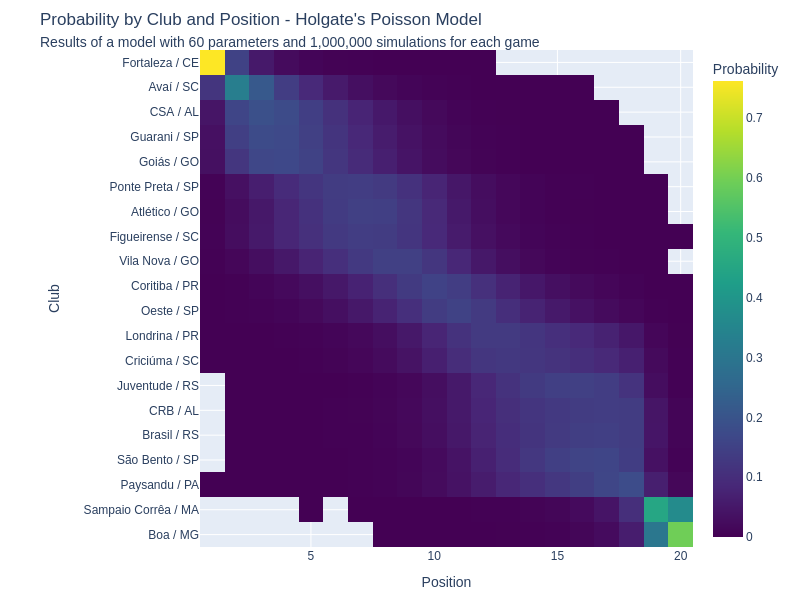 Probability by Club and Position - Holgate's Poisson Model
Results of a model with 60 parameters and 1,000,000 simulations for each game
Club
Fortaleza / CE
Avaí / SC
CSA / AL
Guarani / SP
Goiás / GO
Ponte Preta / SP
Atlético / GO
Figueirense / SC
Vila Nova / GO
Coritiba / PR
Oeste / SP
Londrina / PR
Criciúma / SC
Juventude / RS
CRB / AL
Brasil / RS
São Bento / SP
Paysandu / PA
Sampaio Corrêa / MA
Boa / MG
5
10
15
20
Position
Probability
0.7
0.6
0.5
0.4
0.3
0.2
0.1
0